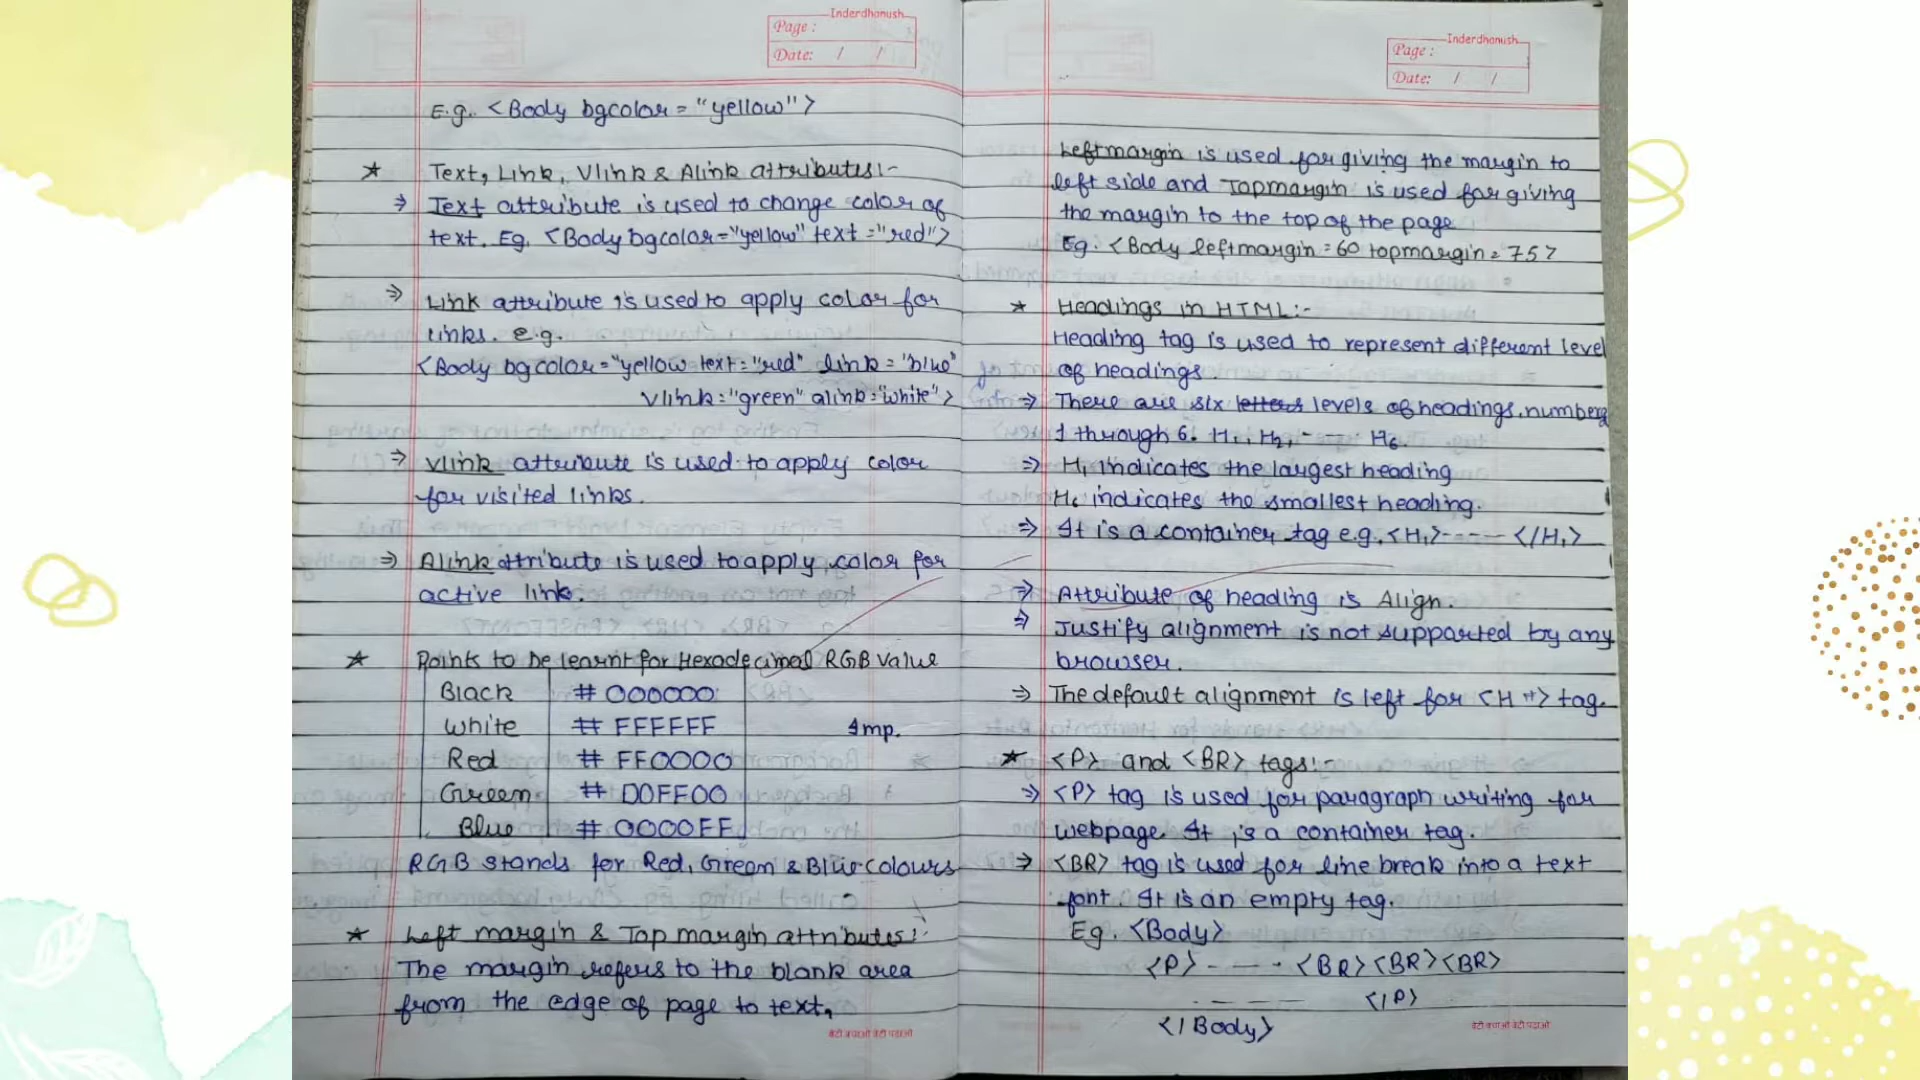 Inderdhanush
Page :
Date: / /
E.g. <Body bgcolor = "yellow">
★ Text, Link, Vlink & Alink attributes:-
⇒ Text attribute is used to change color of
text. Eg. <Body bgcolor="yellow" text="red">
⇒ Link attribute is used to apply color for
links. e.g.
<Body bgcolor="yellow text="red" link="blue"
vlink="green" alink="white">
⇒ vlink attribute is used to apply color
for visited links.
⇒ Alink attribute is used to apply color for
active link.
★ Points to be learnt for Hexadecimal RGB value
Black # 000000
White # FFFFFF Imp.
Red # FF0000
Green # 00FF00
Blue # 0000FF
RGB stands for Red, Green & Blue colours
★ Left margin & Top margin attributes:-
The margin refers to the blank area
from the edge of page to text,
बेटी बचाओ बेटी पढ़ाओ
Inderdhanush
Page :
Date: / /
Leftmargin is used for giving the margin to
left side and Topmargin is used for giving
the margin to the top of the page
Eg. <Body leftmargin=60 topmargin=75>
★ Headings in HTML:-
Heading tag is used to represent different level
of headings.
⇒ There are six letters levels of headings, numberg
1 through 6. H1, H2, - - - H6.
⇒ H1 indicates the largest heading
H6 indicates the smallest heading.
⇒ It is a container tag e.g. <H1>---- </H1>
⇒ Attribute of heading is Align.
⇒ Justify alignment is not supported by any
browser.
⇒ The default alignment is left for <H > tag.
★ <P> and <BR> tags:-
⇒ <P> tag is used for paragraph writing for
webpage. It is a container tag.
⇒ <BR> tag is used for line break into a text
font. It is an empty tag.
Eg. <Body>
<P> - - - - <BR><BR><BR>
- - - - </P>
</Body>
बेटी बचाओ बेटी पढ़ाओ